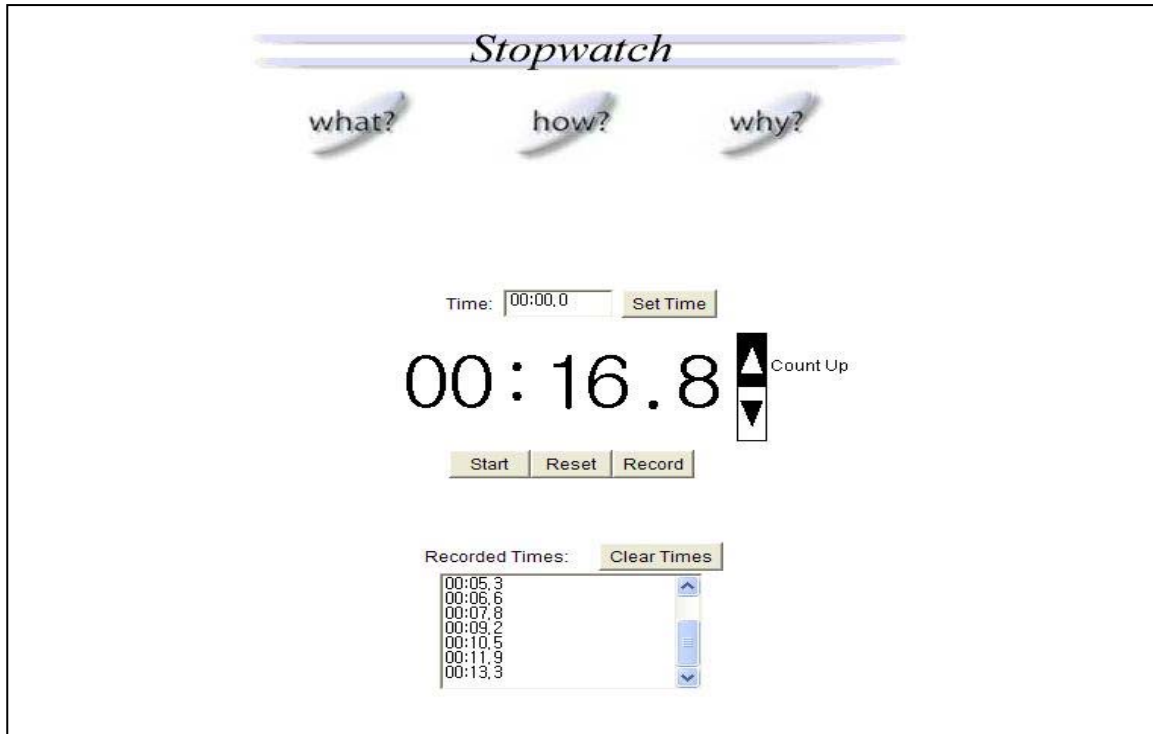 Stopwatch
what? how? why?
Time: 00:00.0 Set Time
00:16.8 Count Up
Start Reset Record
Recorded Times: Clear Times
00:05.3
00:06.6
00:07.8
00:09.2
00:10.5
00:11.9
00:13.3